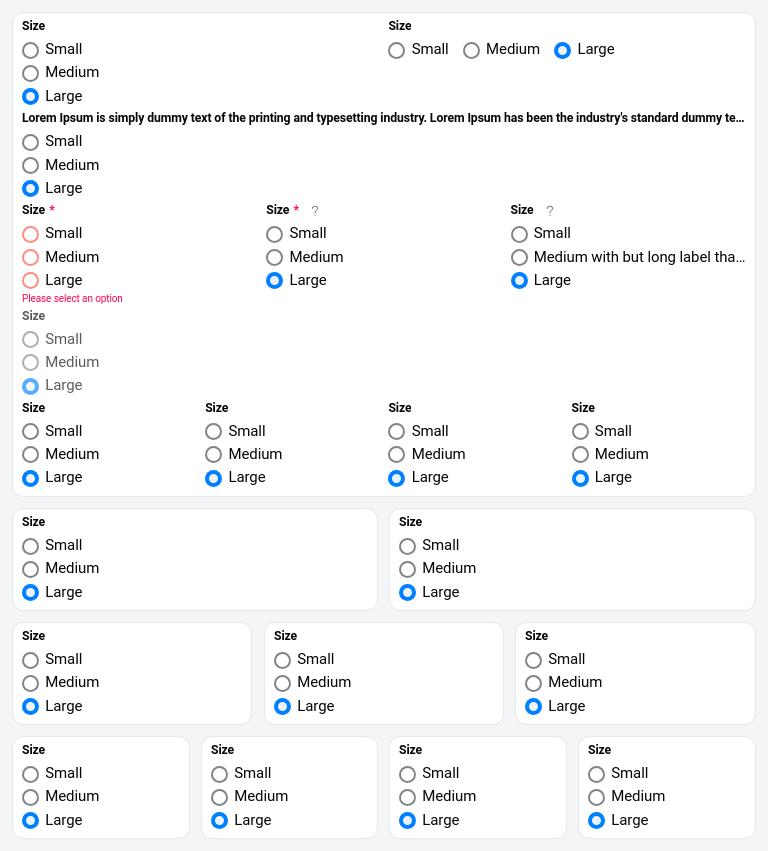 Size
Small
Medium
Large
Size
Small Medium Large
Lorem Ipsum is simply dummy text of the printing and typesetting industry. Lorem Ipsum has been the industry's standard dummy te...
Small
Medium
Large
Size *
Small
Medium
Large
Please select an option
Size * ?
Small
Medium
Large
Size ?
Small
Medium with but long label tha...
Large
Size
Small
Medium
Large
Size
Small
Medium
Large
Size
Small
Medium
Large
Size
Small
Medium
Large
Size
Small
Medium
Large
Size
Small
Medium
Large
Size
Small
Medium
Large
Size
Small
Medium
Large
Size
Small
Medium
Large
Size
Small
Medium
Large
Size
Small
Medium
Large
Size
Small
Medium
Large
Size
Small
Medium
Large
Size
Small
Medium
Large